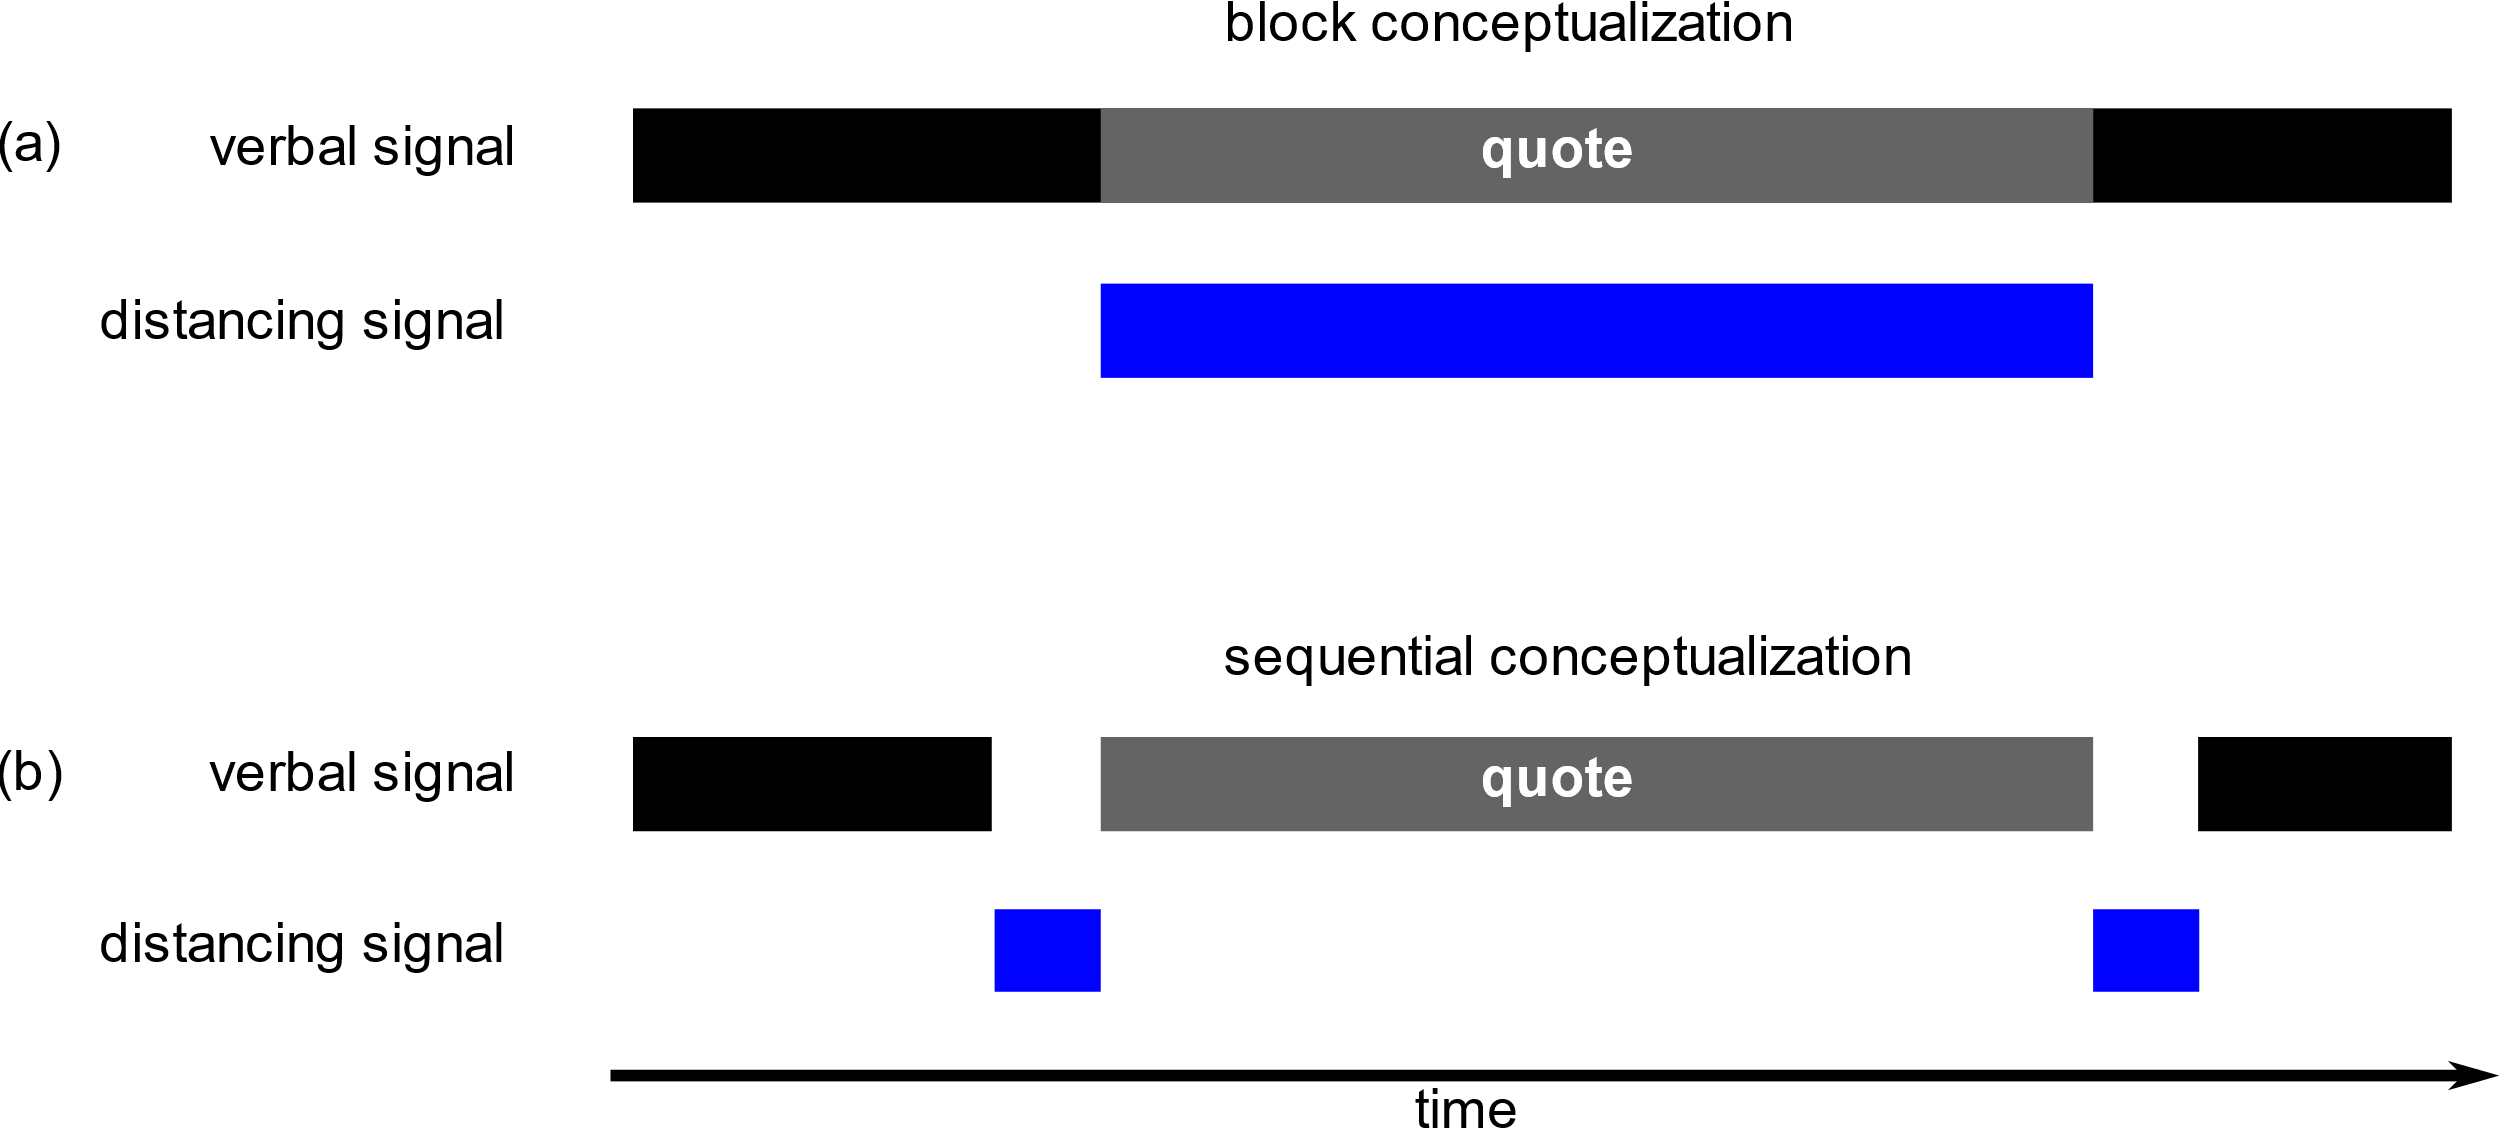 block conceptualization
(a) verbal signal quote
distancing signal
sequential conceptualization
(b) verbal signal quote
distancing signal
time